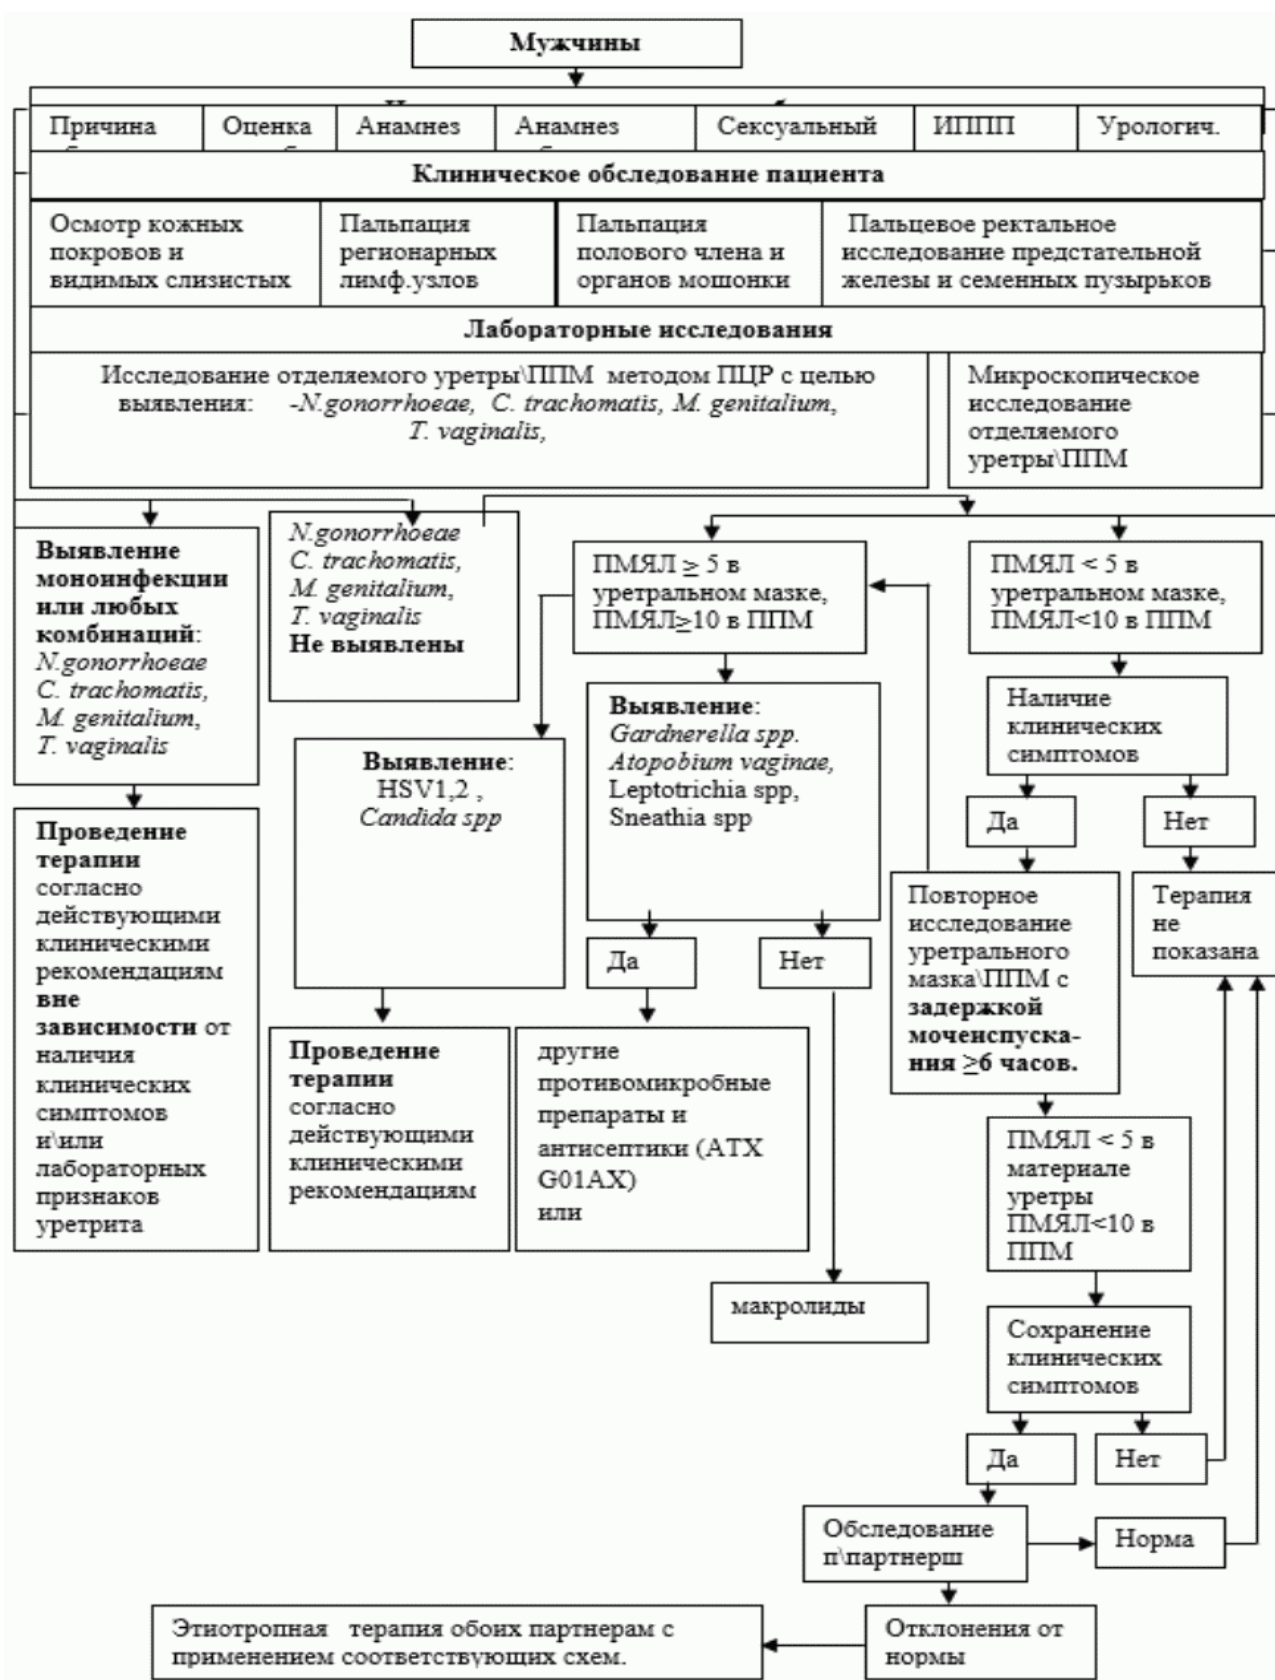 Мужчины
Причина
Оценка
Анамнез
Анамнез
Сексуальный
ИППП
Урологич.
Клиническое обследование пациента
Осмотр кожных
покровов и
видимых слизистых
Пальпация
регионарных
лимф.узлов
Пальпация
полового члена и
органов мошонки
Пальцевое ректальное
исследование предстательной
железы и семенных пузырьков
Лабораторные исследования
Исследование отделяемого уретры\ППМ методом ПЦР с целью
выявления: -N.gonorrhoeae, C. trachomatis, M. genitalium,
T. vaginalis,
Микроскопическое
исследование
отделяемого
уретры\ППМ
Выявление
моноинфекции
или любых
комбинаций:
N.gonorrhoeae
C. trachomatis,
M. genitalium,
T. vaginalis
N.gonorrhoeae
C. trachomatis,
M. genitalium,
T. vaginalis
Не выявлены
ПМЯЛ ≥ 5 в
уретральном мазке,
ПМЯЛ≥10 в ППМ
ПМЯЛ < 5 в
уретральном мазке,
ПМЯЛ<10 в ППМ
Выявление:
HSV1,2 ,
Candida spp
Выявление:
Gardnerella spp.
Atopobium vaginae,
Leptotrichia spp,
Sneathia spp
Наличие
клинических
симптомов
Да
Нет
Проведение
терапии
согласно
действующими
клиническими
рекомендациям
вне
зависимости от
наличия
клинических
симптомов
и\или
лабораторных
признаков
уретрита
Да
Нет
Повторное
исследование
уретрального
мазка\ППМ с
задержкой
мочеиспуска-
ния ≥6 часов.
Терапия
не
показана
Проведение
терапии
согласно
действующими
клиническими
рекомендациям
другие
противомикробные
препараты и
антисептики (АТХ
G01AX)
или
макролиды
ПМЯЛ < 5 в
материале
уретры
ПМЯЛ<10 в
ППМ
Сохранение
клинических
симптомов
Да
Нет
Обследование
п\партнерш
Норма
Отклонения от
нормы
Этиотропная терапия обоих партнерам с
применением соответствующих схем.